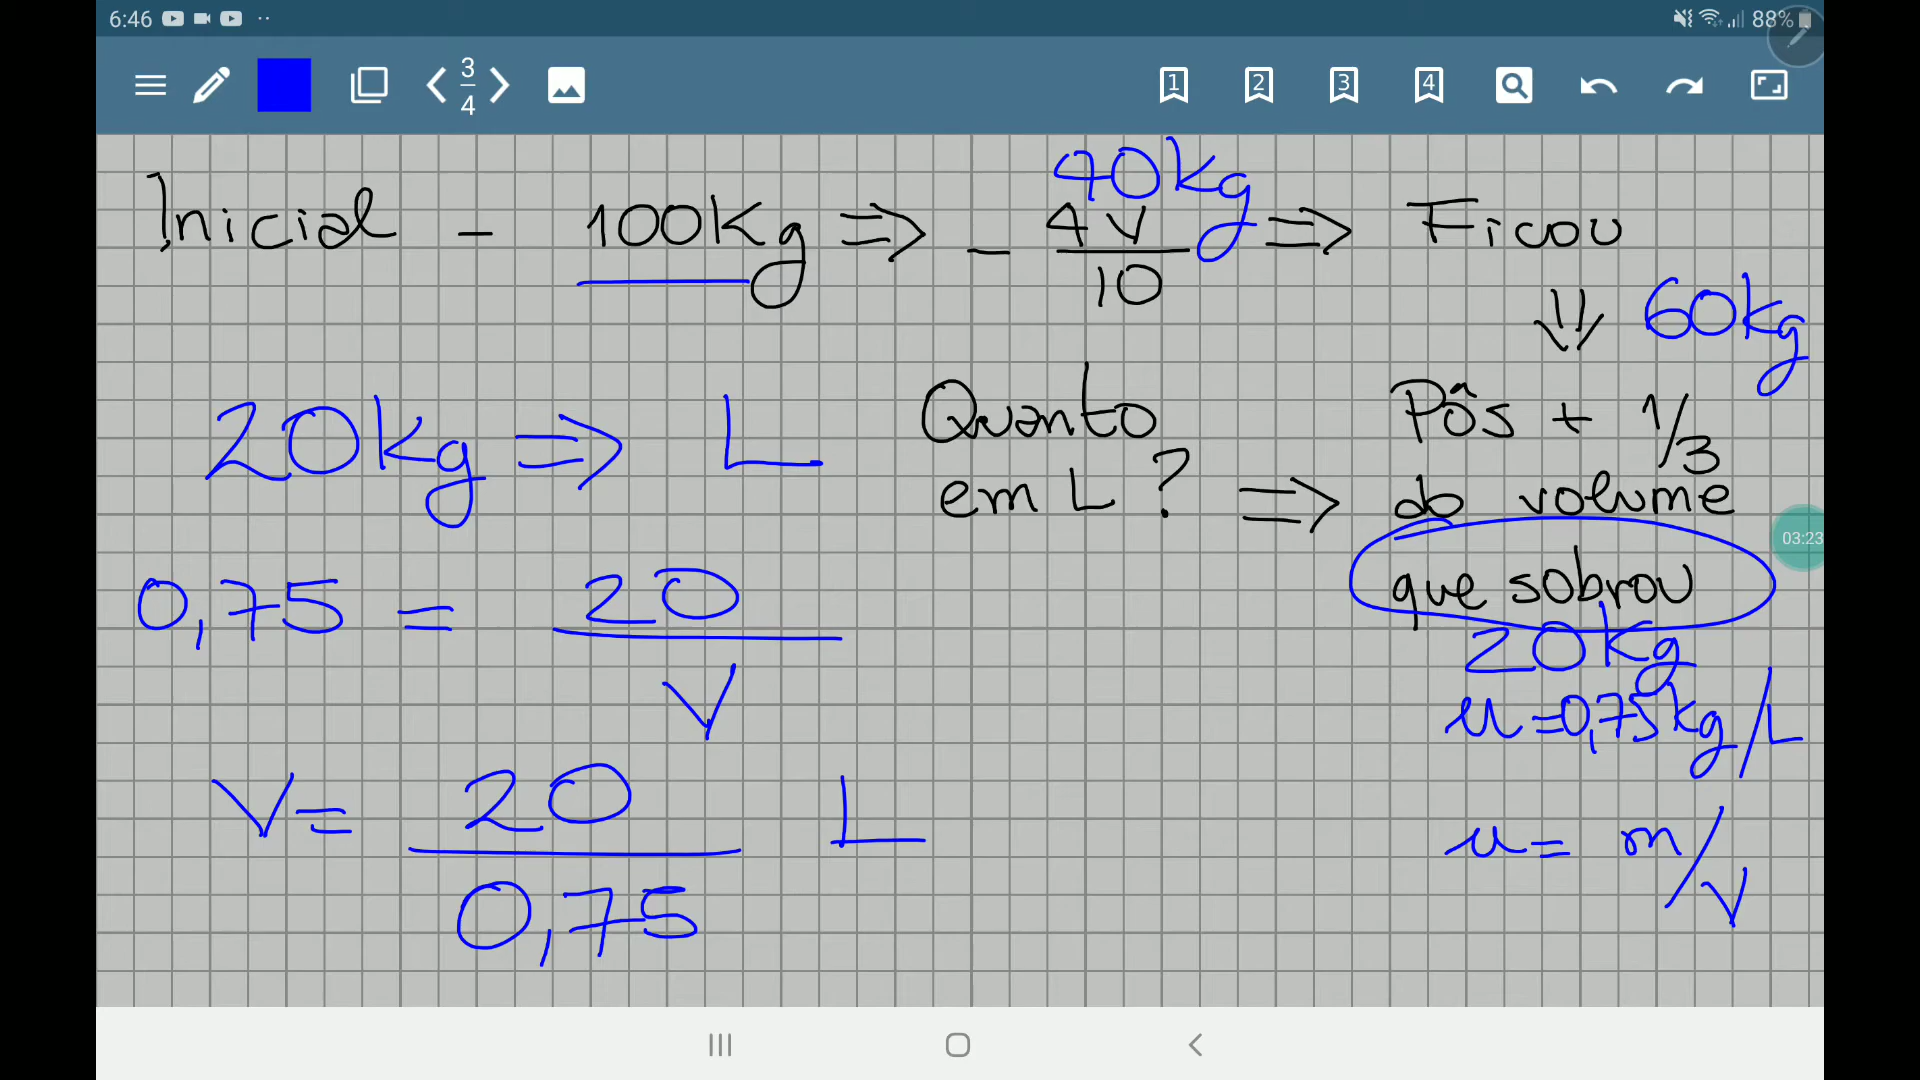 6:46
88%
3
4
1
2
3
4
40kg
Inicial - 100Kg => - 4V => Ficou
10
60kg
20kg => L
Quanto
em L? =>
Pôs + 1/3
do volume
que sobrou
03:23
20kg
0,75 = 20
V
μ=0,75kg/L
V= 20 L
0,75
μ= m/V